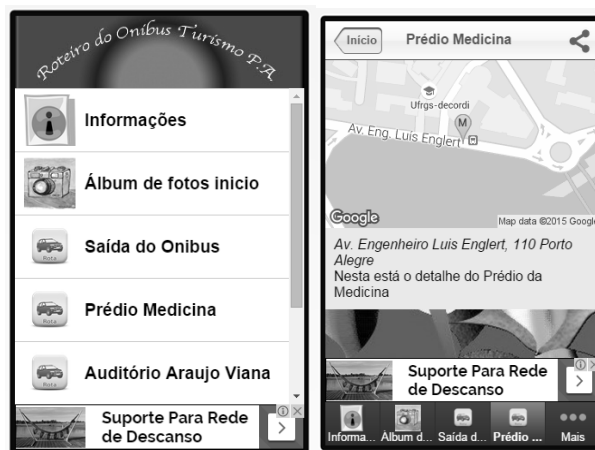 Roteiro do Onibus Turismo P.A.
Informações
Álbum de fotos inicio
Saída do Onibus
Rota
Prédio Medicina
Rota
Auditório Araujo Viana
Rota
Suporte Para Rede
de Descanso
Início
Prédio Medicina
Ufrgs-decordi
M
Av. Eng. Luis Englert
Google
Map data ©2015 Google
Av. Engenheiro Luis Englert, 110 Porto
Alegre
Nesta está o detalhe do Prédio da
Medicina
Suporte Para Rede
de Descanso
Informa... Álbum d... Saída d... Prédio ... Mais